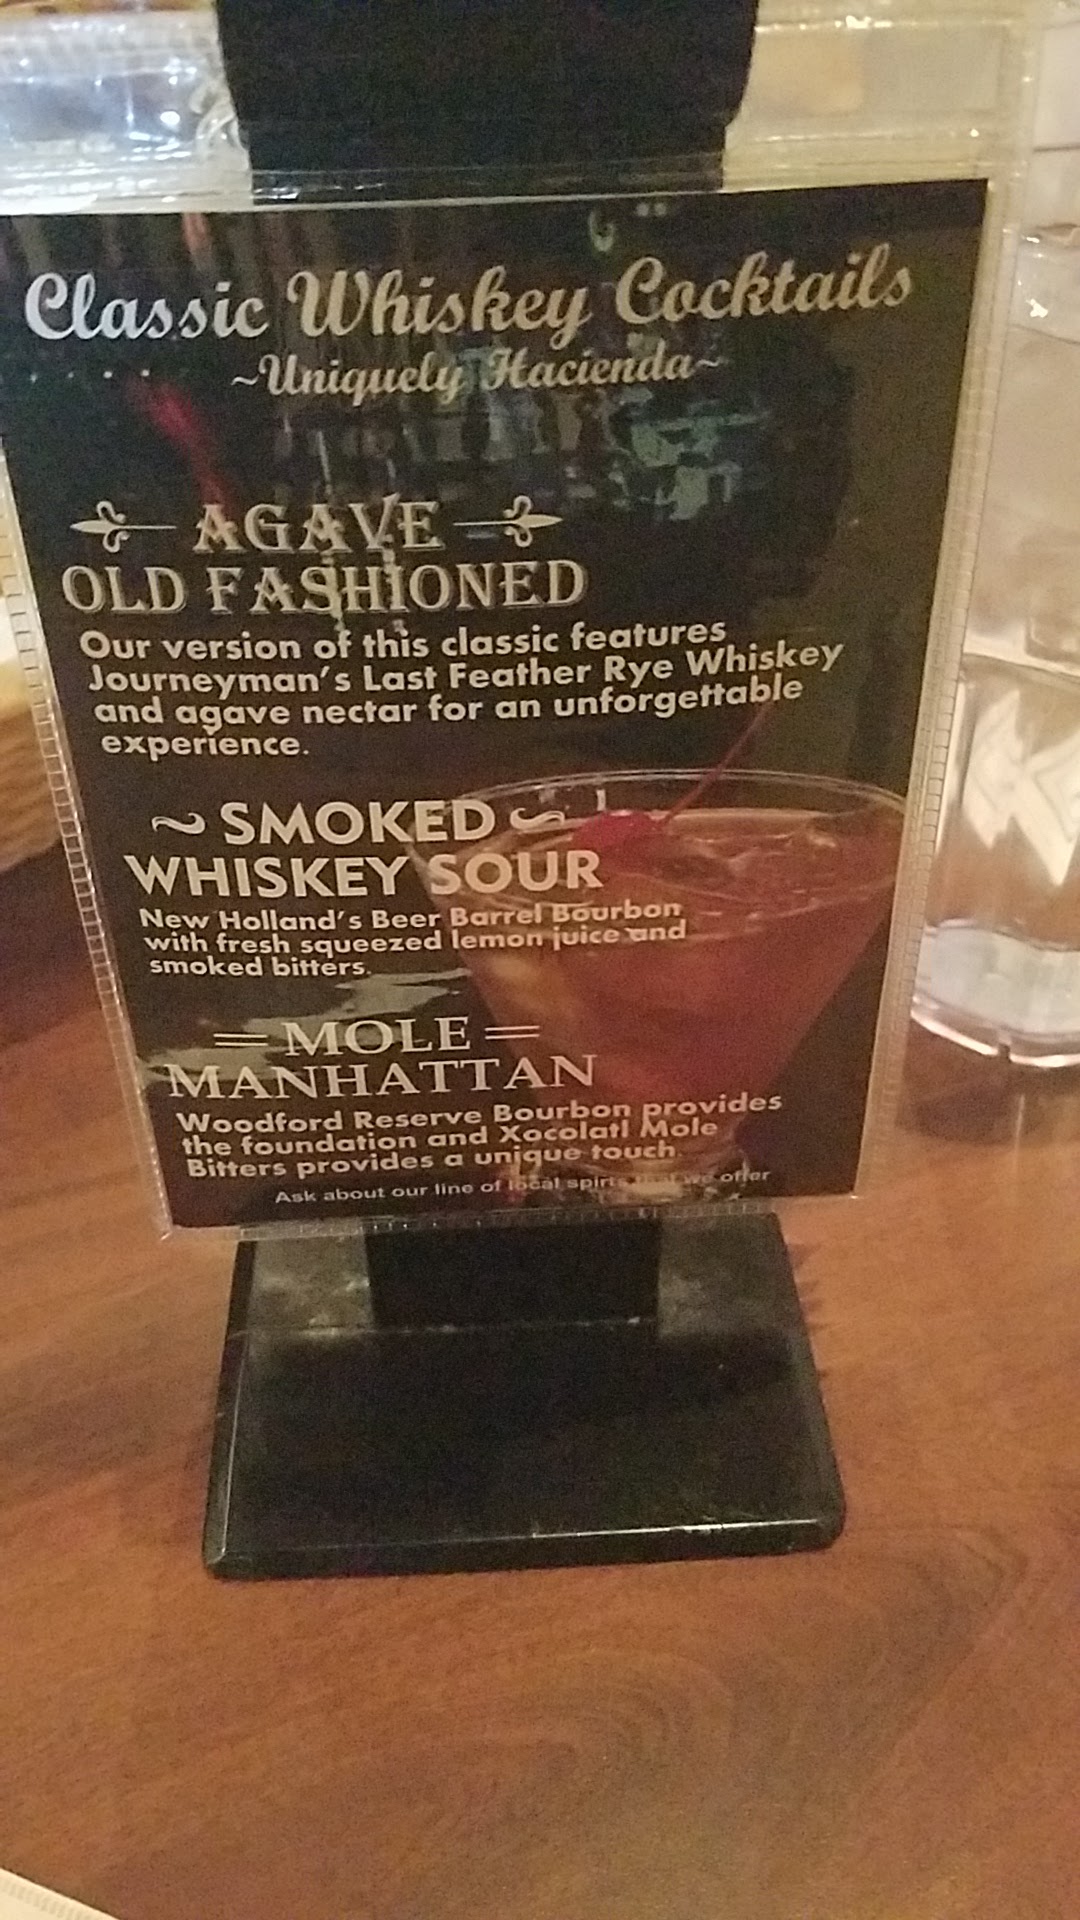 Classic Whiskey Cocktails
~Uniquely Hacienda~
AGAVE
OLD FASHIONED
Our version of this classic features
Journeyman's Last Feather Rye Whiskey
and agave nectar for an unforgettable
experience.
~ SMOKED ~
WHISKEY SOUR
New Holland's Beer Barrel Bourbon
with fresh squeezed lemon juice and
smoked bitters.
= MOLE =
MANHATTAN
Woodford Reserve Bourbon provides
the foundation and Xocolatl Mole
Bitters provides a unique touch.
Ask about our line of local spirits that we offer